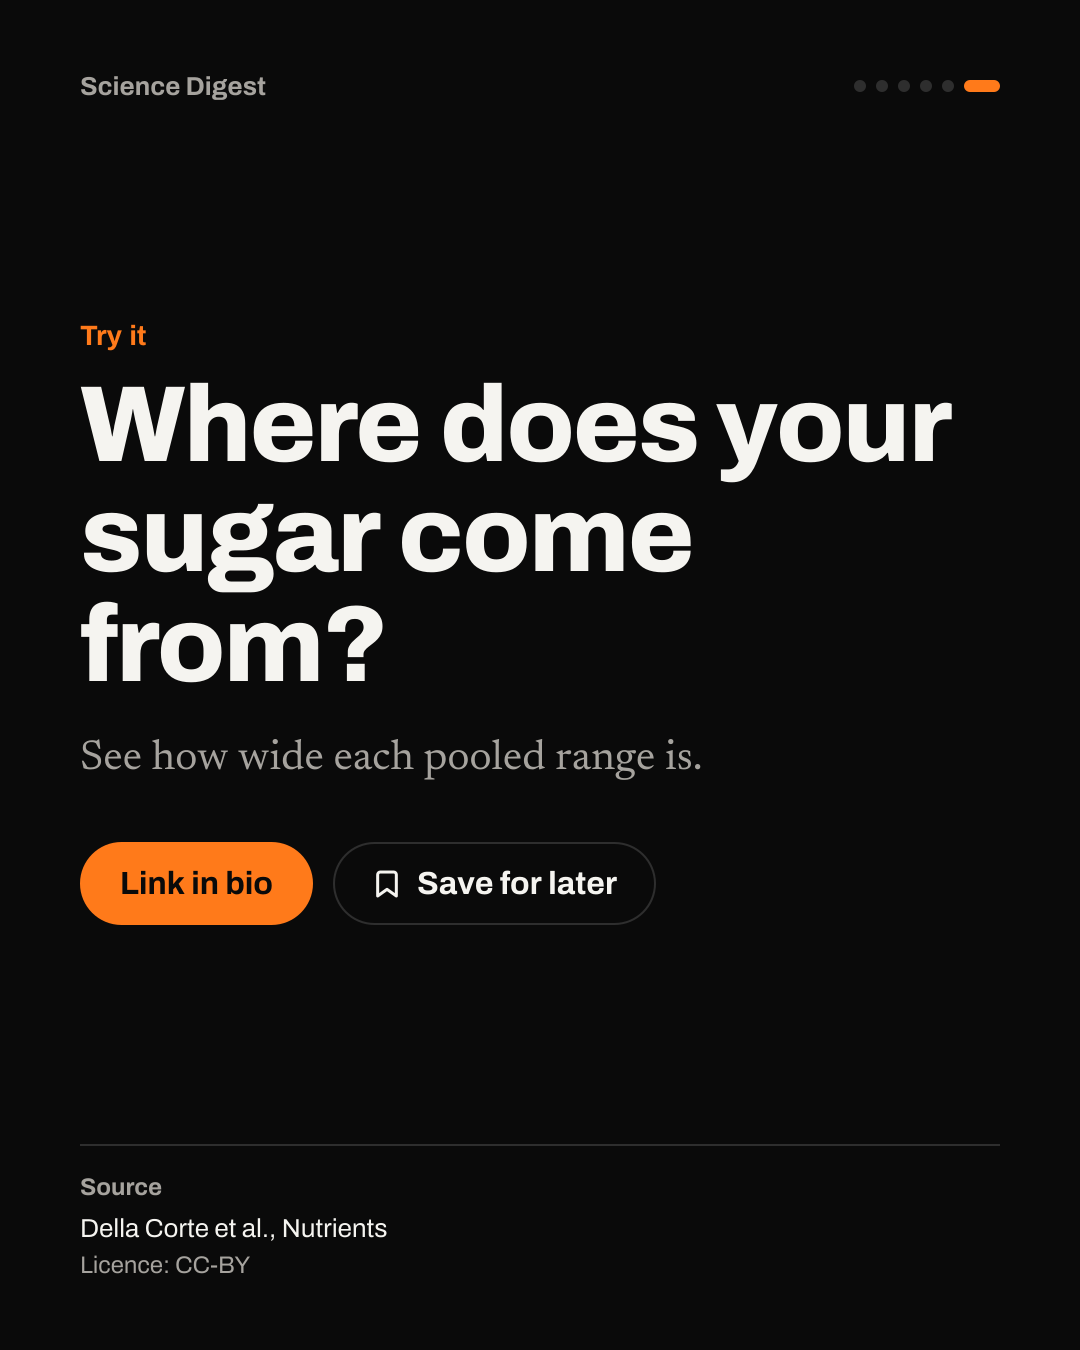 Science Digest
Try it
Where does your
sugar come
from?
See how wide each pooled range is.
Link in bio
Save for later
Source
Della Corte et al., Nutrients
Licence: CC-BY